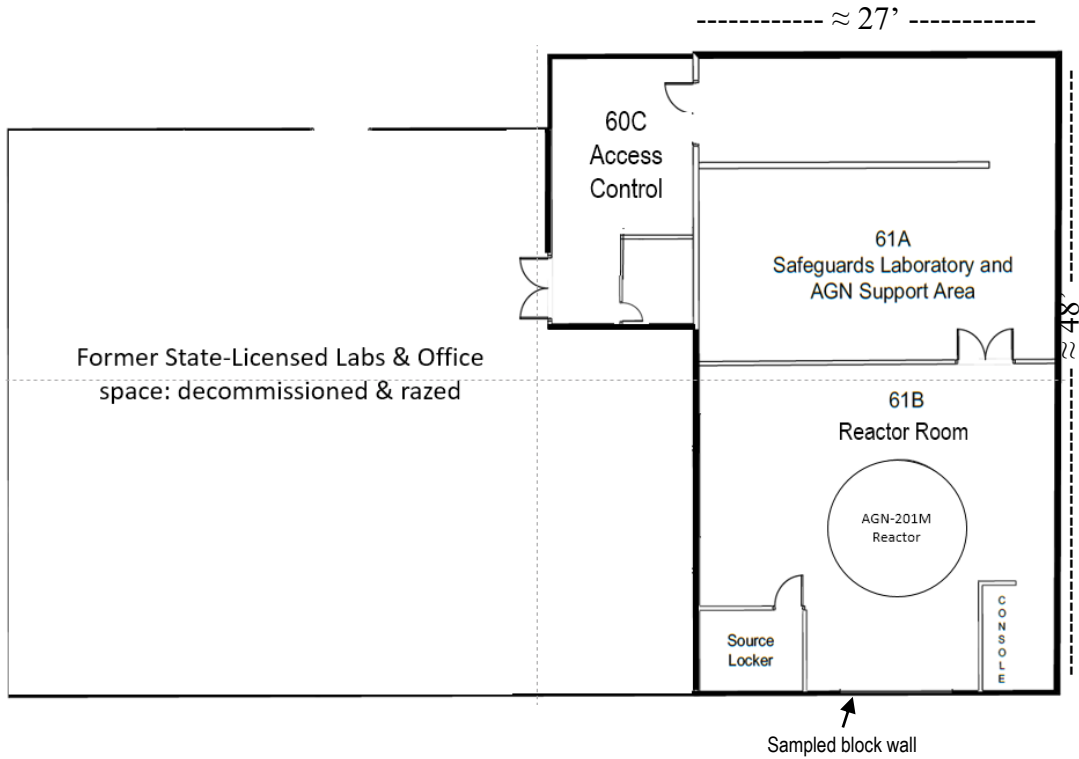 ≈ 27’
60C
Access
Control
61A
Safeguards Laboratory and
AGN Support Area
≈ 48’
Former State-Licensed Labs & Office
space: decommissioned & razed
61B
Reactor Room
AGN-201M
Reactor
CONSOLE
Source
Locker
Sampled block wall